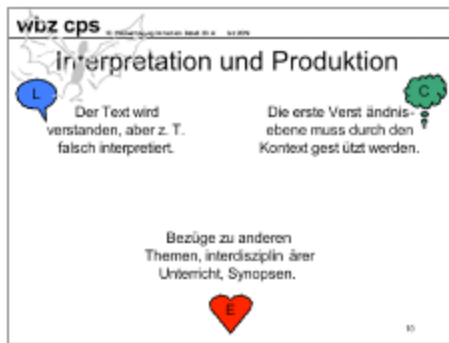 wbz cps
Interpretation und Produktion
L
C
Der Text wird
verstanden, aber z. T.
falsch interpretiert.
Die erste Verst ändnis-
ebene muss durch den
Kontext gest ützt werden.
Bezüge zu anderen
Themen, interdisziplin ärer
Unterricht, Synopsen.
E